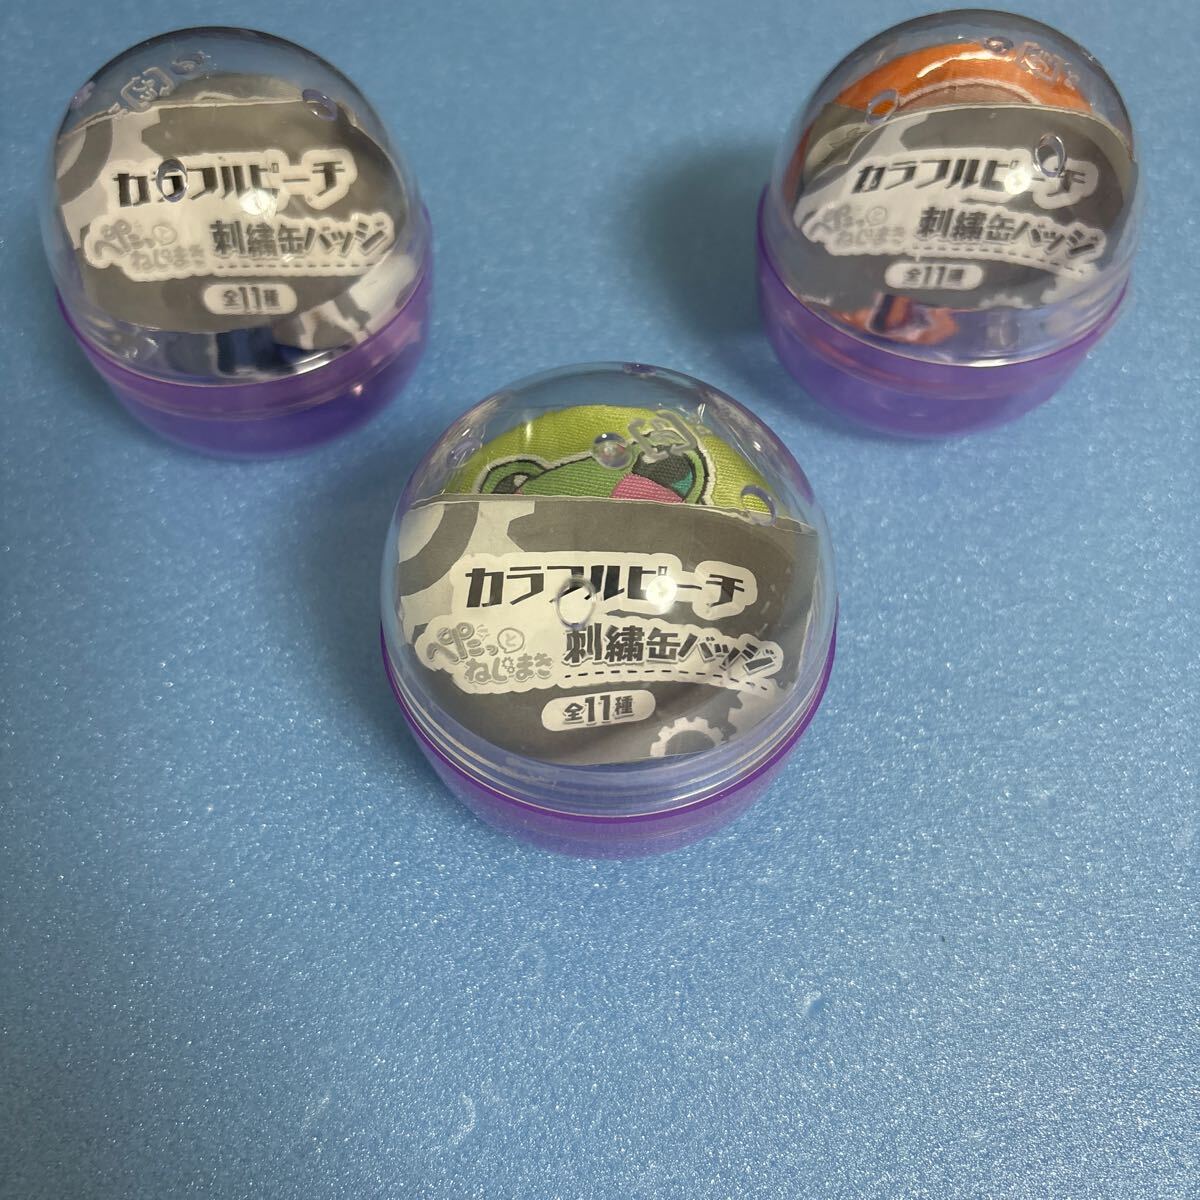 カラフルピーチ
ぺたっと
ねじまき
刺繍缶バッジ
全11種
カラフルピーチ
ぺたっと
ねじまき
刺繍缶バッジ
全11種
カラフルピーチ
ぺたっと
ねじまき
刺繍缶バッジ
全11種